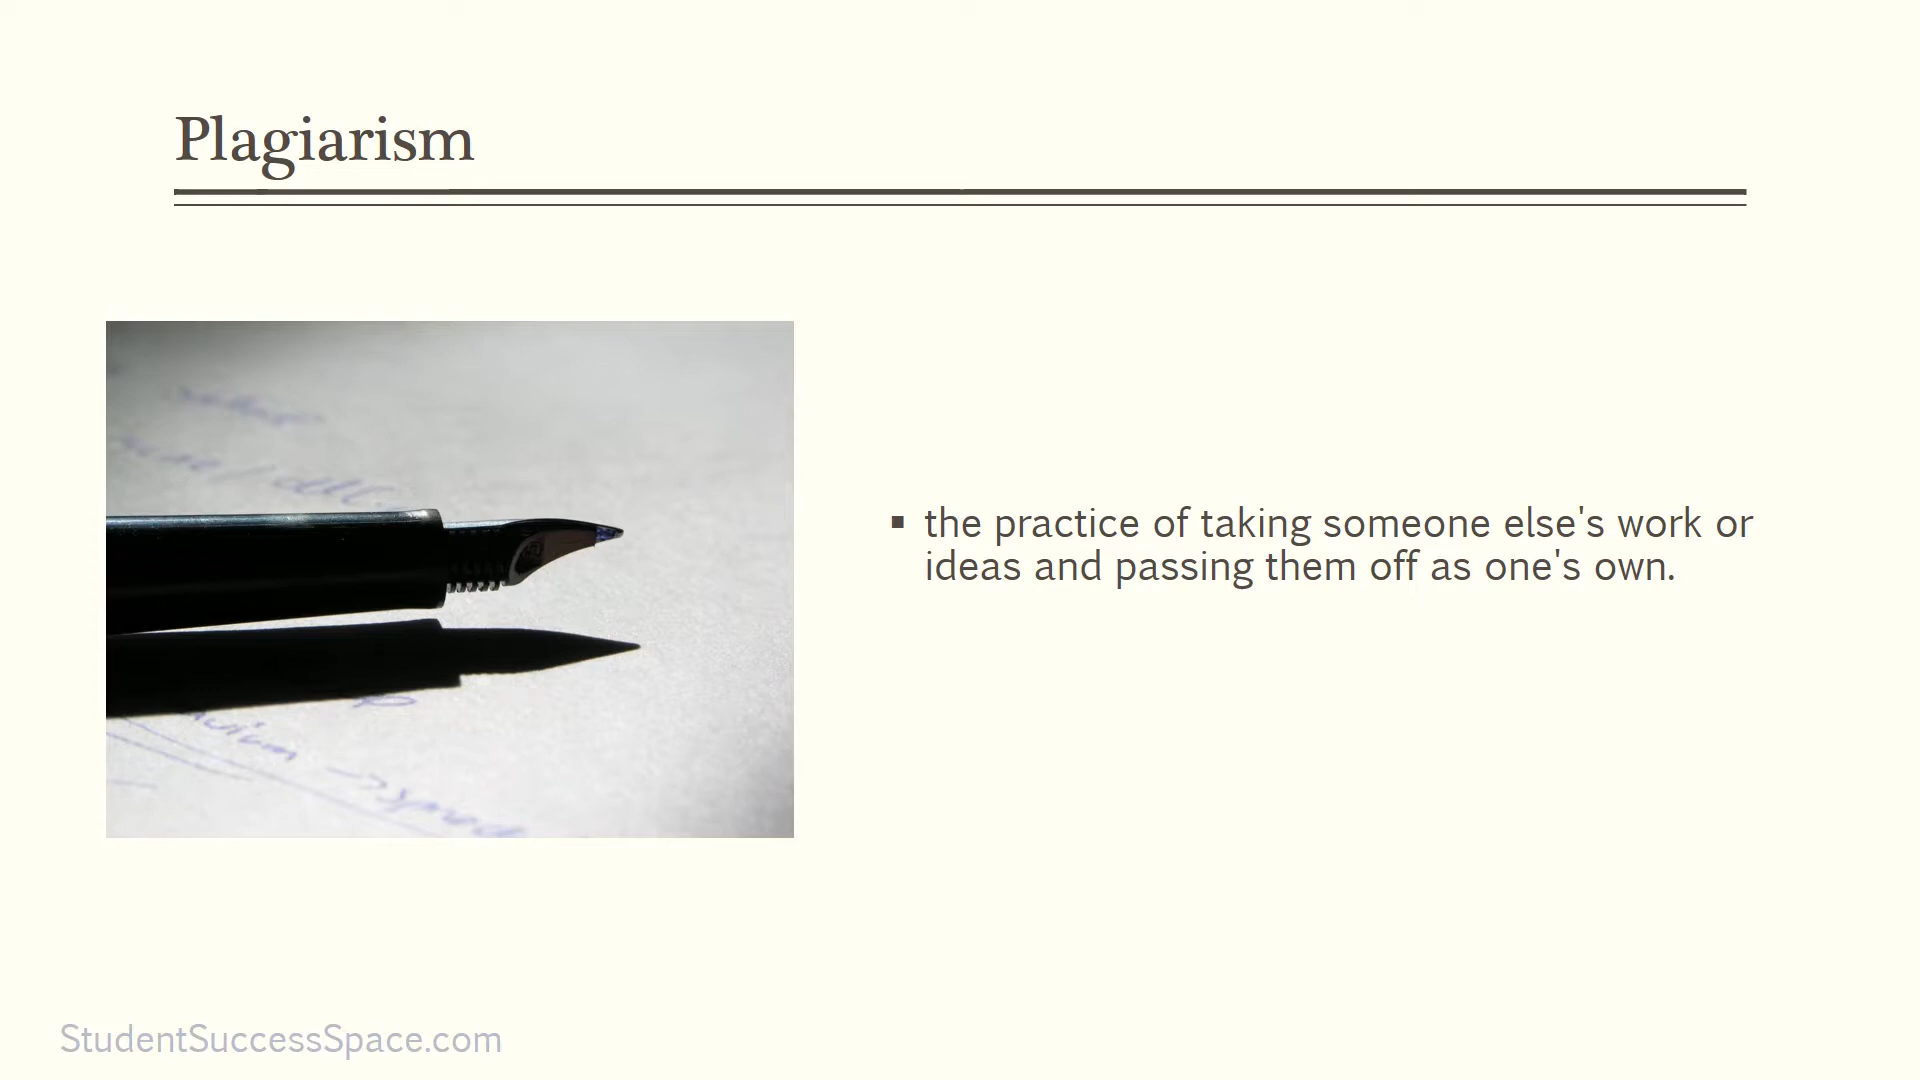 Plagiarism
▪ the practice of taking someone else's work or
ideas and passing them off as one's own.
StudentSuccessSpace.com